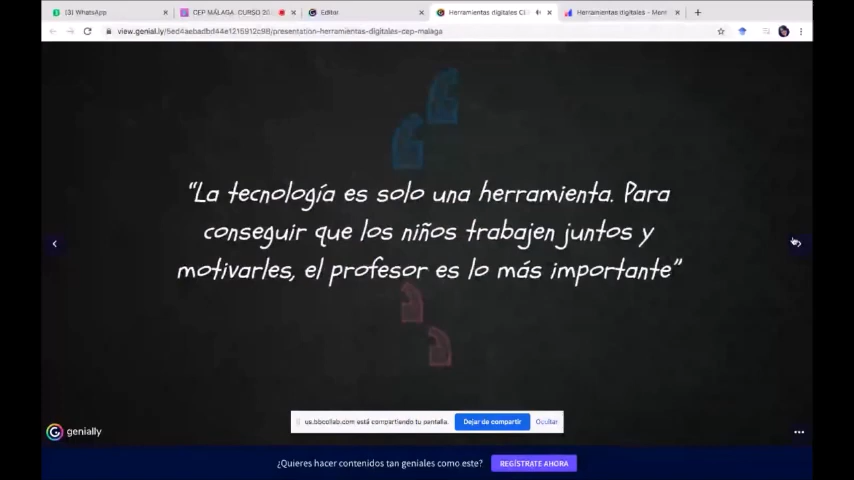 (3) WhatsApp
CEP MÁLAGA. CURSO 20
Editor
Herramientas digitales
Herramientas digitales - Ment
view.genial.ly/5ed4aebadbd44e1215912c98/presentation-herramientas-digitales-cep-malaga
"La tecnología es solo una herramienta. Para
conseguir que los niños trabajen juntos y
motivarles, el profesor es lo más importante"
us.bbcollab.com está compartiendo tu pantalla.
Dejar de compartir
Ocultar
genially
¿Quieres hacer contenidos tan geniales como este?
REGÍSTRATE AHORA